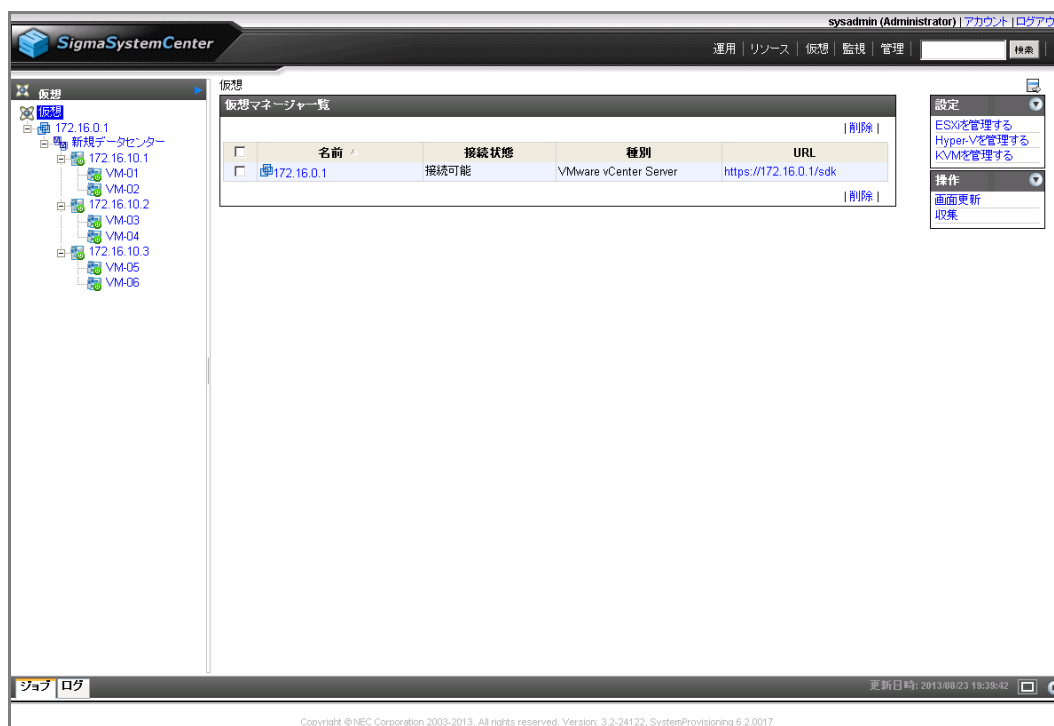 sysadmin (Administrator) | アカウント | ログアウ
SigmaSystemCenter
運用 | リソース | 仮想 | 監視 | 管理 | 検索
仮想
仮想
172.16.0.1
新規データセンター
172.16.10.1
VM-01
VM-02
172.16.10.2
VM-03
VM-04
172.16.10.3
VM-05
VM-06
仮想
仮想マネージャ一覧
| 削除 |
名前 接続状態 種別 URL
172.16.0.1 接続可能 VMware vCenter Server https://172.16.0.1/sdk
| 削除 |
設定
ESXiを管理する
Hyper-Vを管理する
KVMを管理する
操作
画面更新
収集
ジョブ ログ
更新日時: 2013/08/23 19:39:42
Copyright © NEC Corporation 2003-2013. All rights reserved. Version: 3.2-24122, SystemProvisioning 6.2.0017